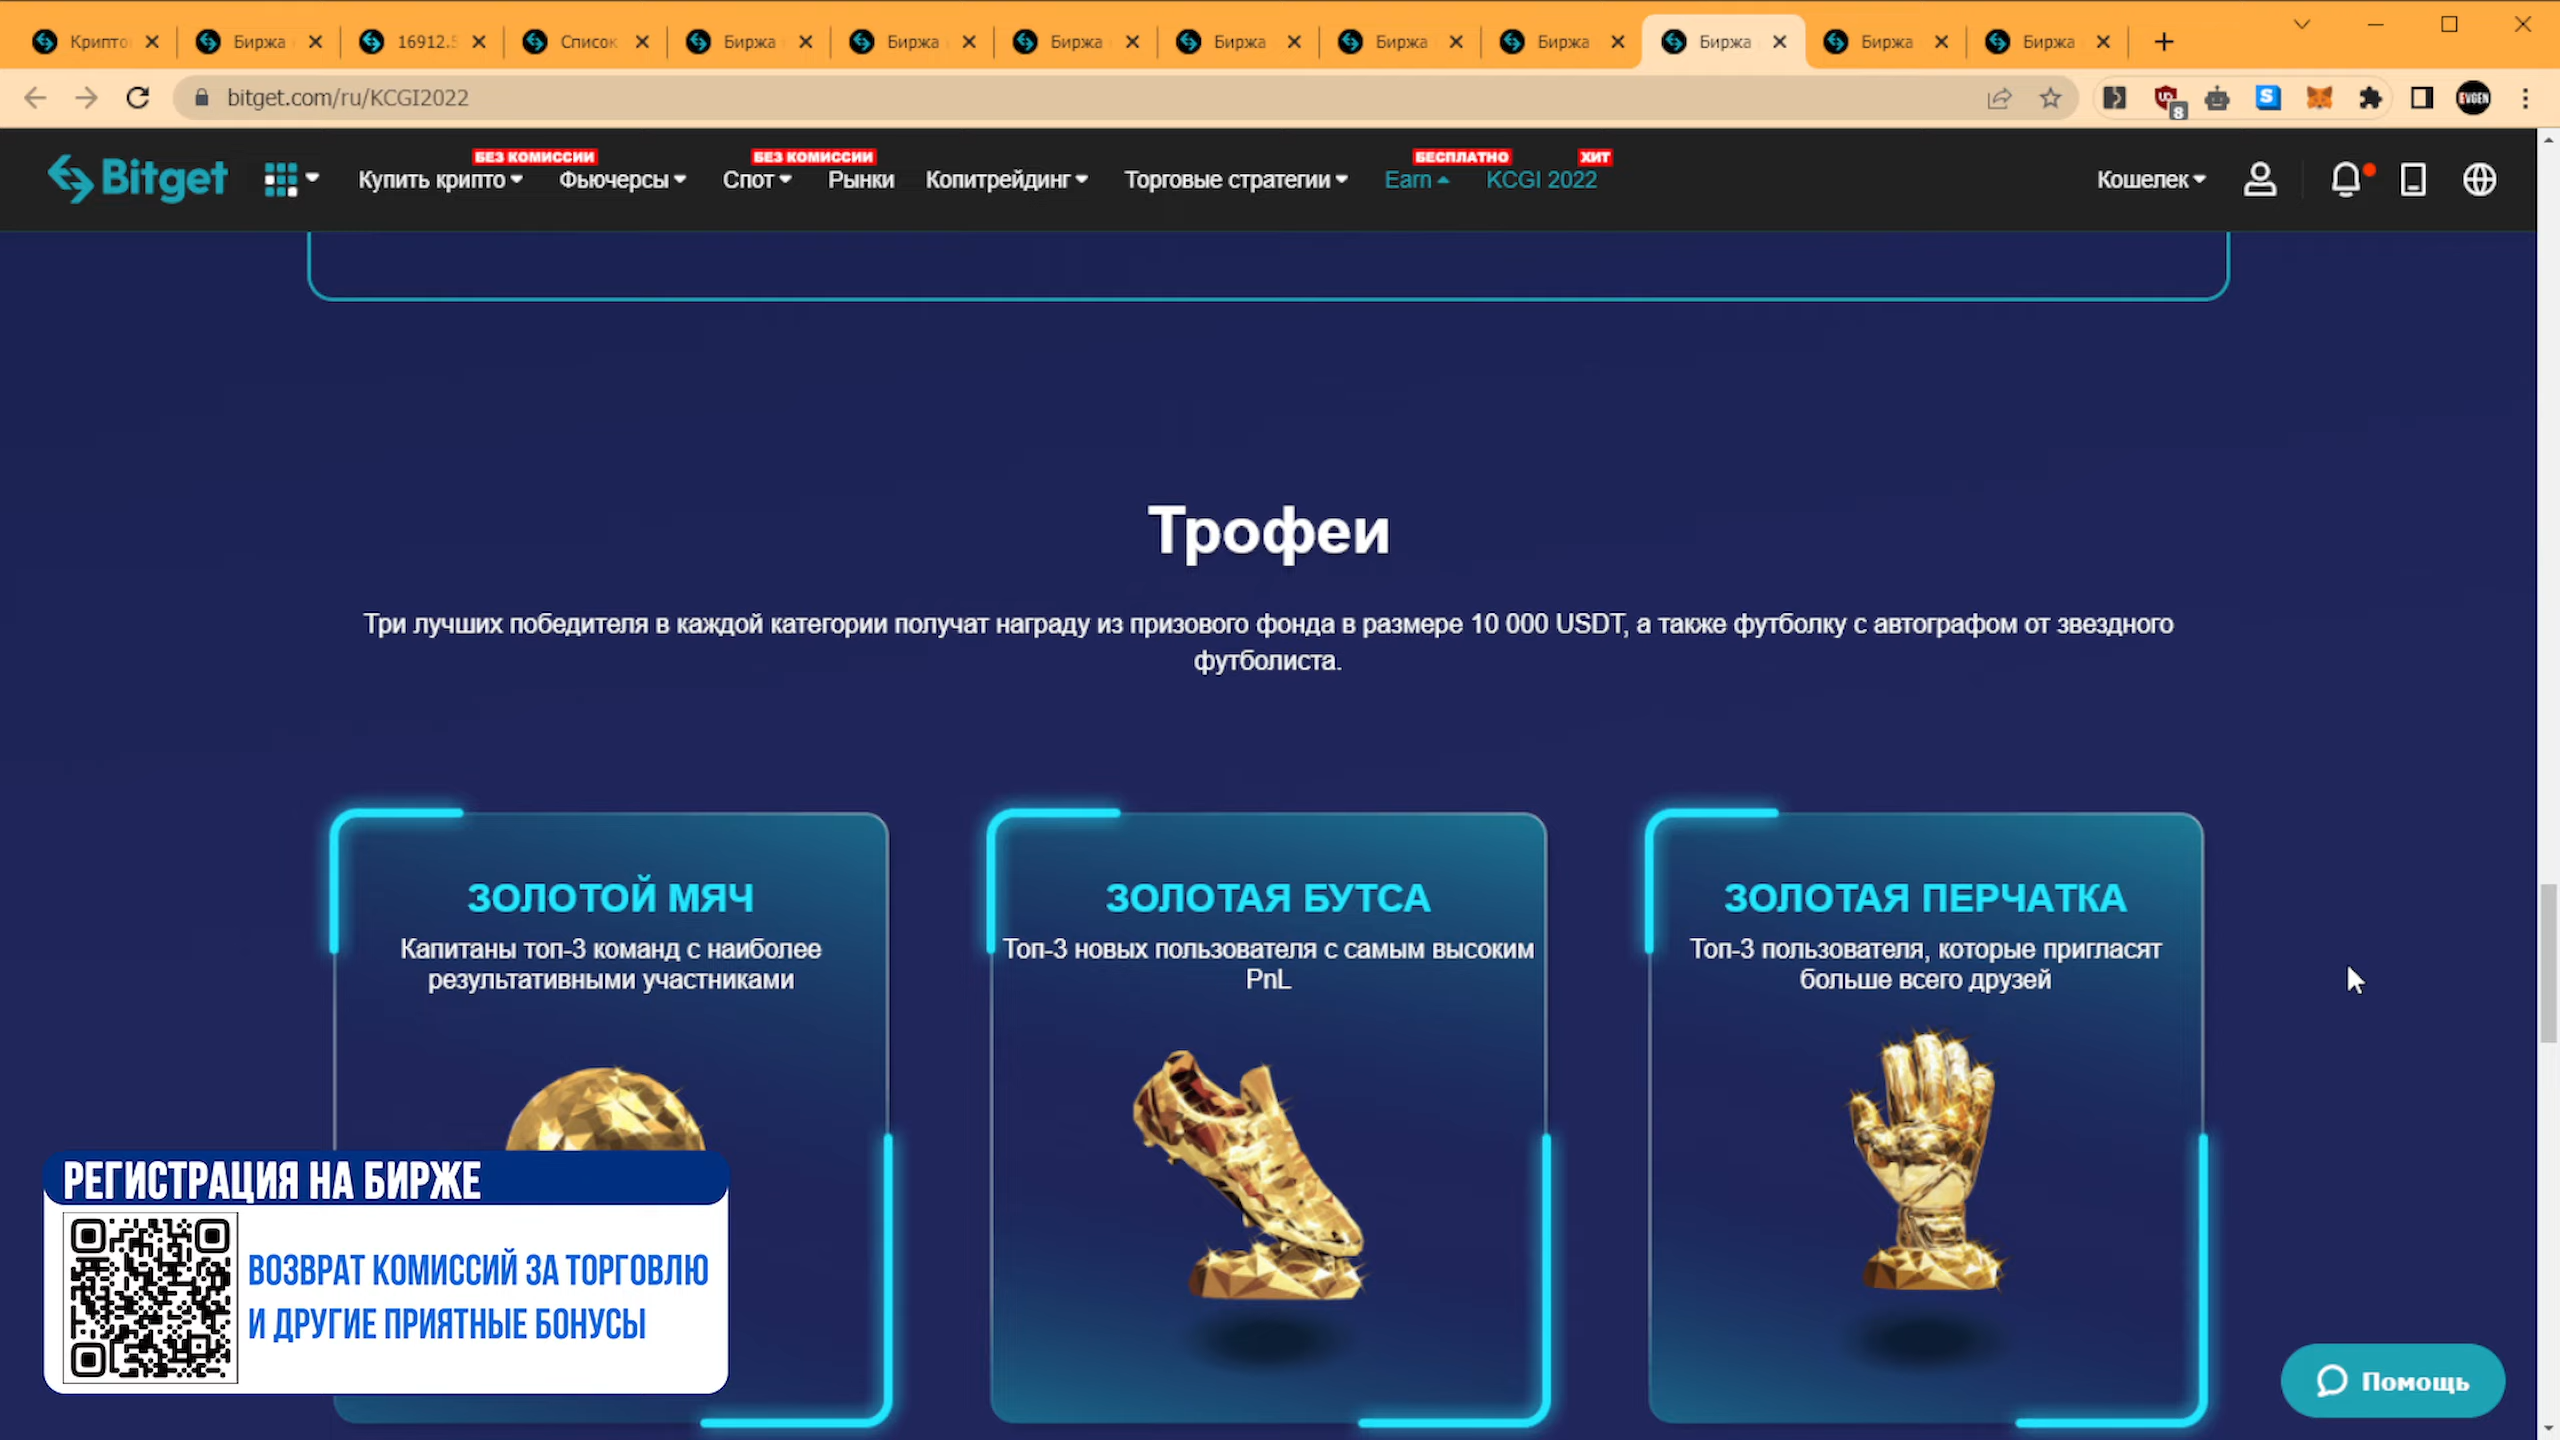 Крипто
Биржа
16912.5
Список
Биржа
Биржа
Биржа
Биржа
Биржа
Биржа
Биржа
Биржа
Биржа
bitget.com/ru/KCGI2022
8
EVGEN
Bitget
Купить крипто
БЕЗ КОМИССИИ
Фьючерсы
Спот
БЕЗ КОМИССИИ
Рынки
Копитрейдинг
Торговые стратегии
Earn
БЕСПЛАТНО
KCGI 2022
ХИТ
Кошелек
Трофеи
Три лучших победителя в каждой категории получат награду из призового фонда в размере 10 000 USDT, а также футболку с автографом от звездного
футболиста.
ЗОЛОТОЙ МЯЧ
Капитаны топ-3 команд с наиболее
результативными участниками
ЗОЛОТАЯ БУТСА
Топ-3 новых пользователя с самым высоким
PnL
ЗОЛОТАЯ ПЕРЧАТКА
Топ-3 пользователя, которые пригласят
больше всего друзей
РЕГИСТРАЦИЯ НА БИРЖЕ
ВОЗВРАТ КОМИССИЙ ЗА ТОРГОВЛЮ
И ДРУГИЕ ПРИЯТНЫЕ БОНУСЫ
Помощь